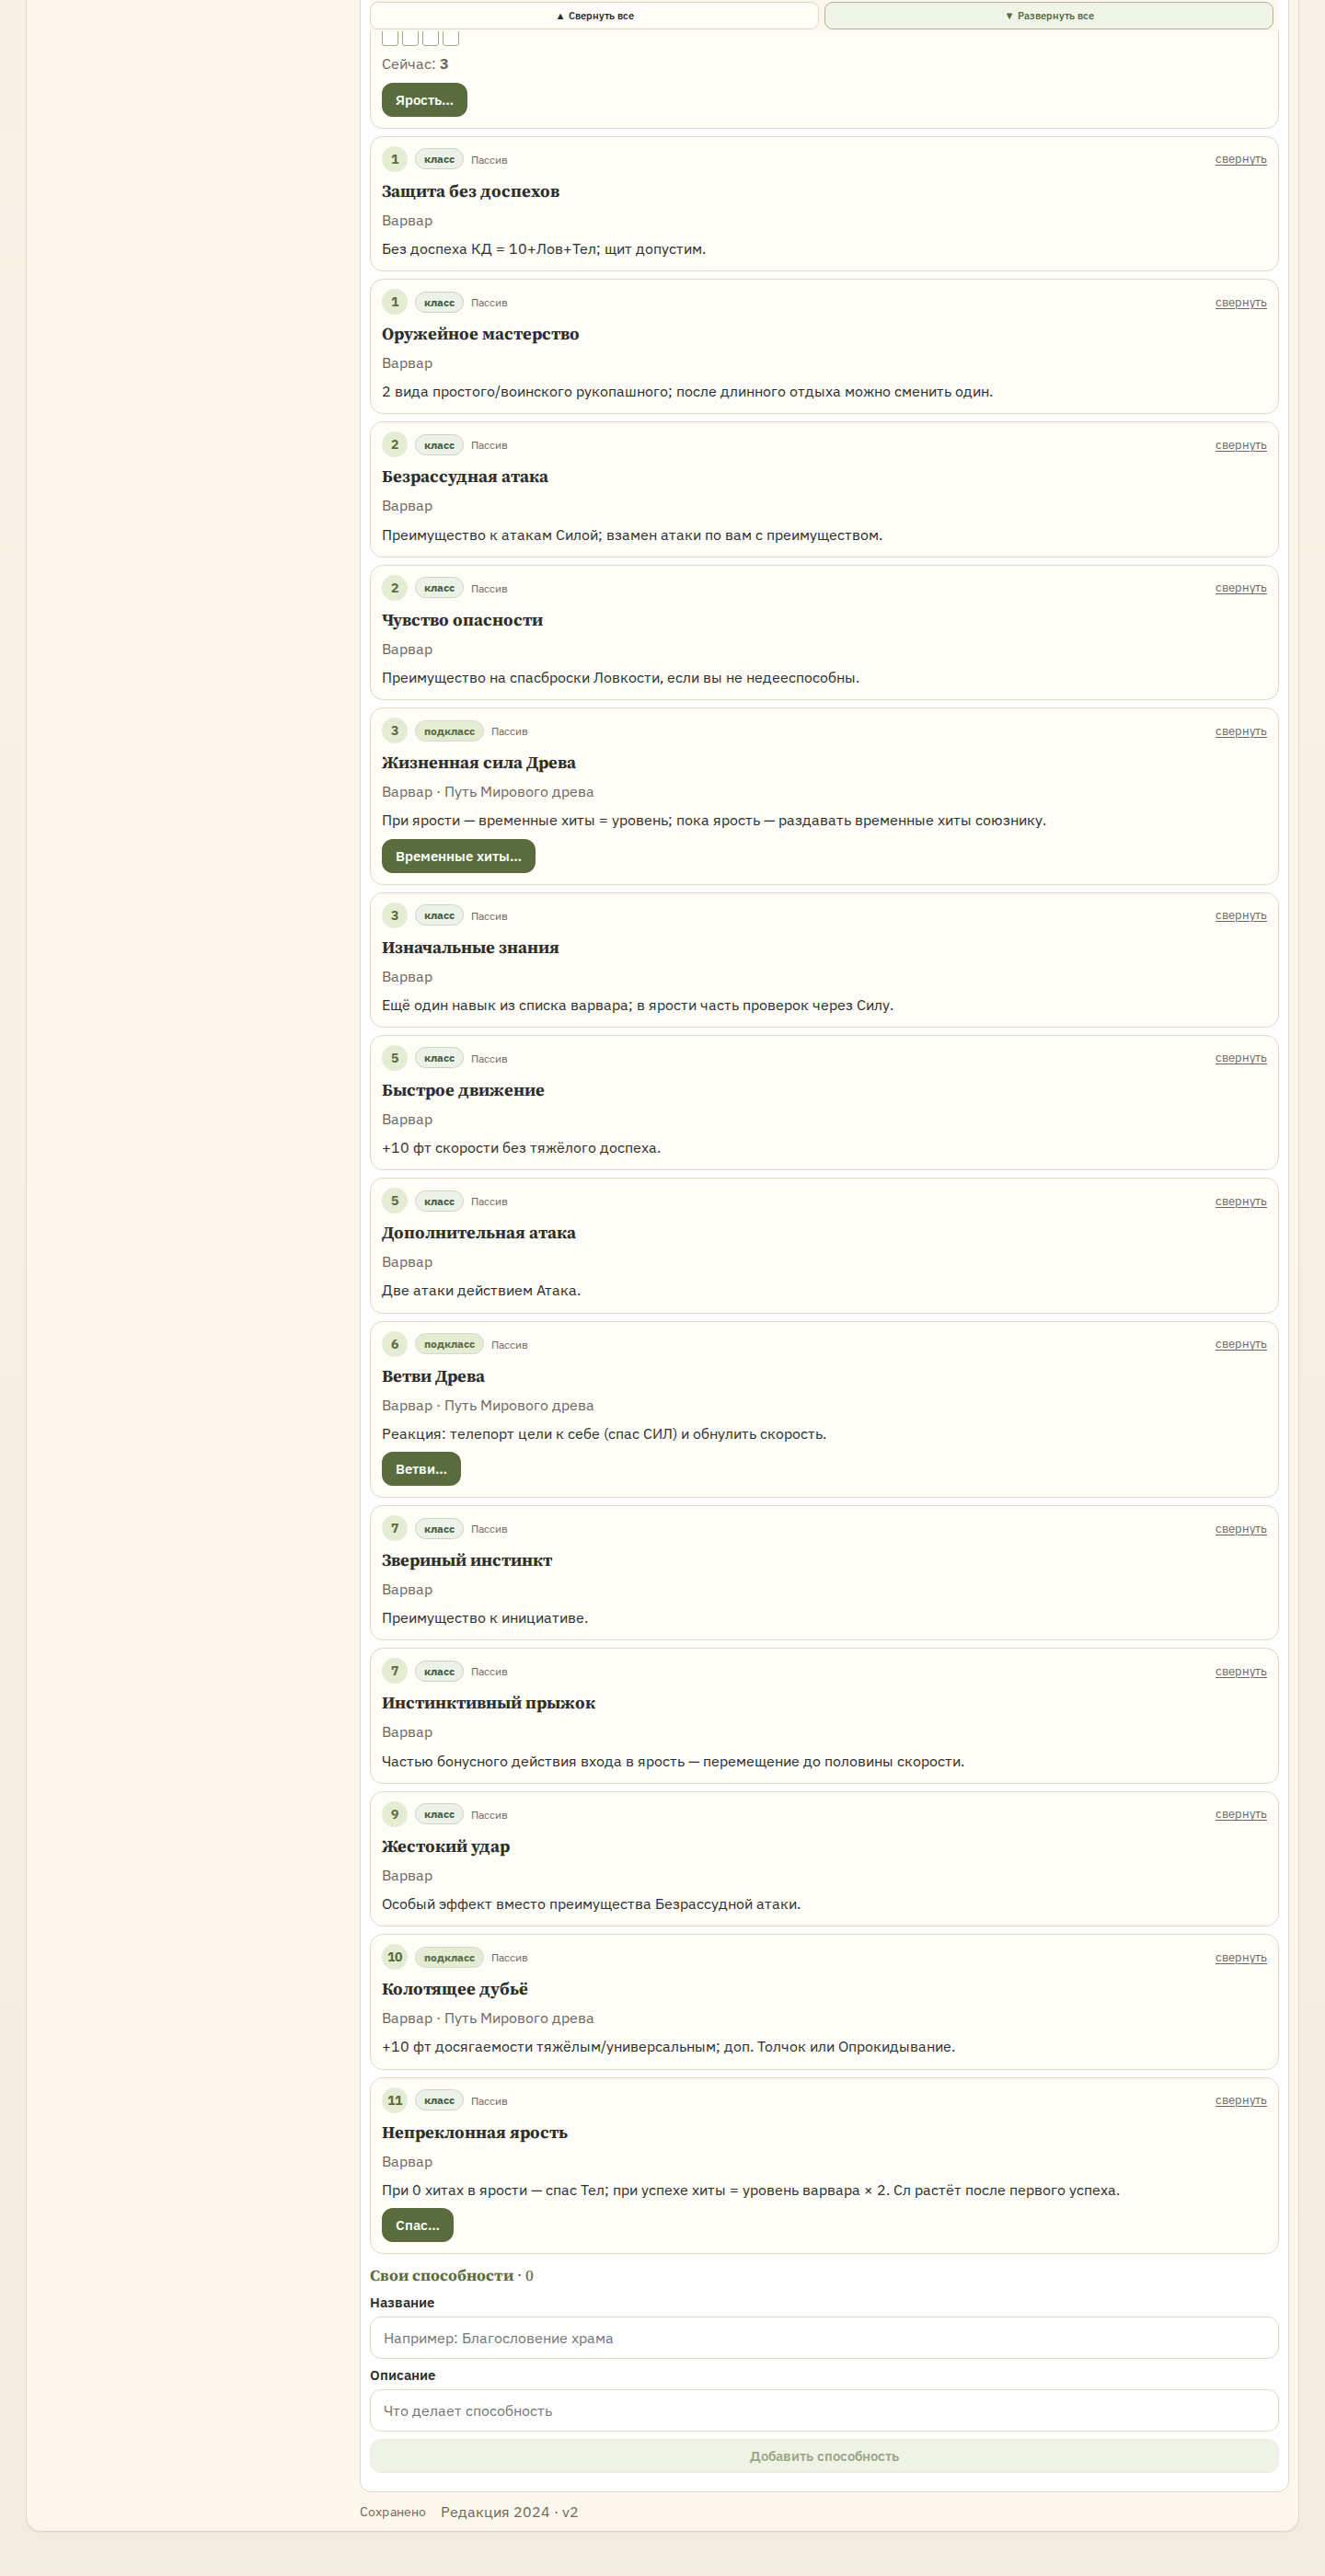 ▲ Свернуть все
▼ Развернуть все
Сейчас: 3
Ярость...
1 класс Пассив свернуть
Защита без доспехов
Варвар
Без доспеха КД = 10+Лов+Тел; щит допустим.
1 класс Пассив свернуть
Оружейное мастерство
Варвар
2 вида простого/воинского рукопашного; после длинного отдыха можно сменить один.
2 класс Пассив свернуть
Безрассудная атака
Варвар
Преимущество к атакам Силой; взамен атаки по вам с преимуществом.
2 класс Пассив свернуть
Чувство опасности
Варвар
Преимущество на спасброски Ловкости, если вы не недееспособны.
3 подкласс Пассив свернуть
Жизненная сила Древа
Варвар · Путь Мирового древа
При ярости — временные хиты = уровень; пока ярость — раздавать временные хиты союзнику.
Временные хиты...
3 класс Пассив свернуть
Изначальные знания
Варвар
Ещё один навык из списка варвара; в ярости часть проверок через Силу.
5 класс Пассив свернуть
Быстрое движение
Варвар
+10 фт скорости без тяжёлого доспеха.
5 класс Пассив свернуть
Дополнительная атака
Варвар
Две атаки действием Атака.
6 подкласс Пассив свернуть
Ветви Древа
Варвар · Путь Мирового древа
Реакция: телепорт цели к себе (спас СИЛ) и обнулить скорость.
Ветви...
7 класс Пассив свернуть
Звериный инстинкт
Варвар
Преимущество к инициативе.
7 класс Пассив свернуть
Инстинктивный прыжок
Варвар
Частью бонусного действия входа в ярость — перемещение до половины скорости.
9 класс Пассив свернуть
Жестокий удар
Варвар
Особый эффект вместо преимущества Безрассудной атаки.
10 подкласс Пассив свернуть
Колотящее дубьё
Варвар · Путь Мирового древа
+10 фт досягаемости тяжёлым/универсальным; доп. Толчок или Опрокидывание.
11 класс Пассив свернуть
Непреклонная ярость
Варвар
При 0 хитах в ярости — спас Тел; при успехе хиты = уровень варвара × 2. Сл растёт после первого успеха.
Спас...
Свои способности · 0
Название
Например: Благословение храма
Описание
Что делает способность
Добавить способность
Сохранено Редакция 2024 · v2